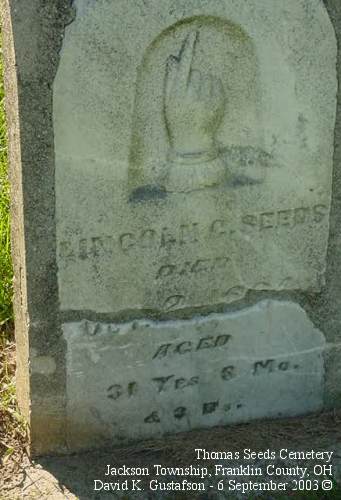 LINCOLN C. SEEDS
DIED
AGED
31 Yrs 8 Mo.
& 3
Thomas Seeds Cemetery
Jackson Township, Franklin County, OH
David K. Gustafson - 6 September 2003 ©